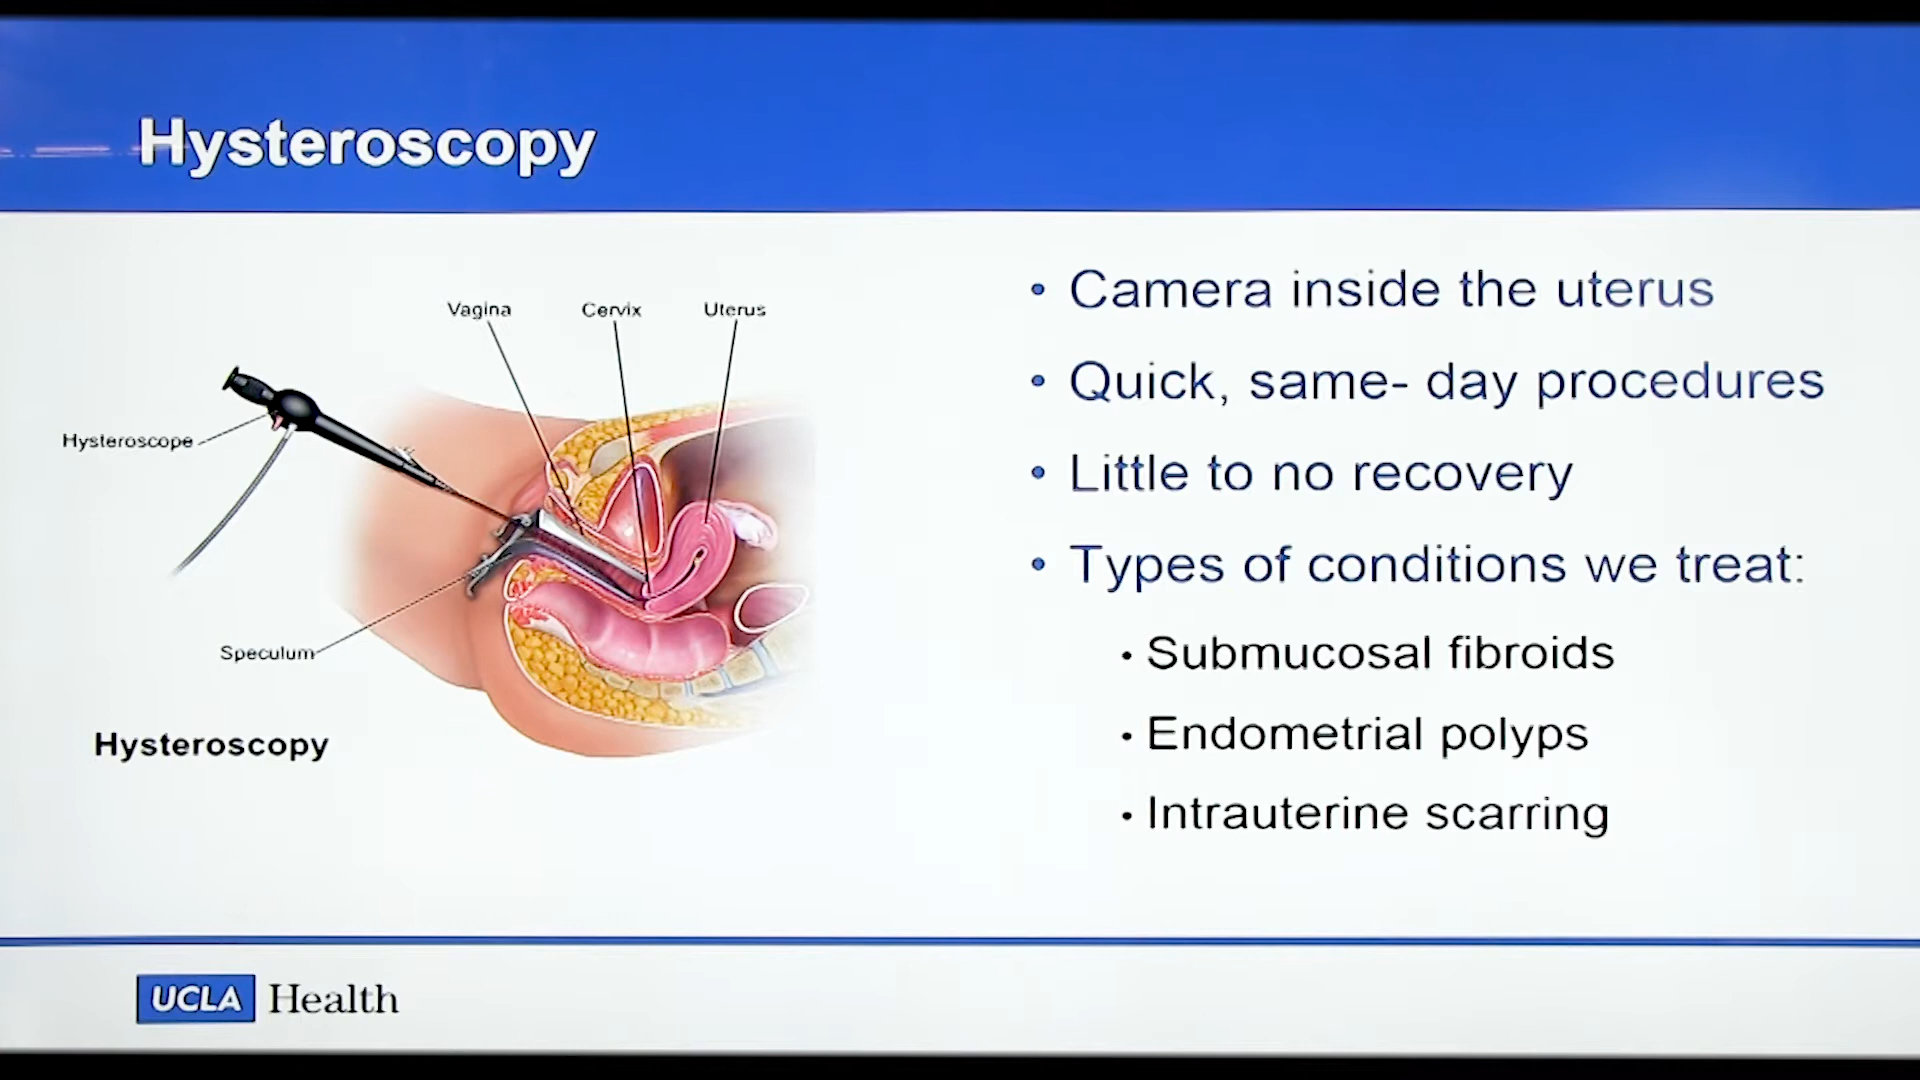 Hysteroscopy
Vagina
Cervix
Uterus
Hysteroscope
Speculum
Hysteroscopy
• Camera inside the uterus
• Quick, same- day procedures
• Little to no recovery
• Types of conditions we treat:
• Submucosal fibroids
• Endometrial polyps
• Intrauterine scarring
UCLA Health